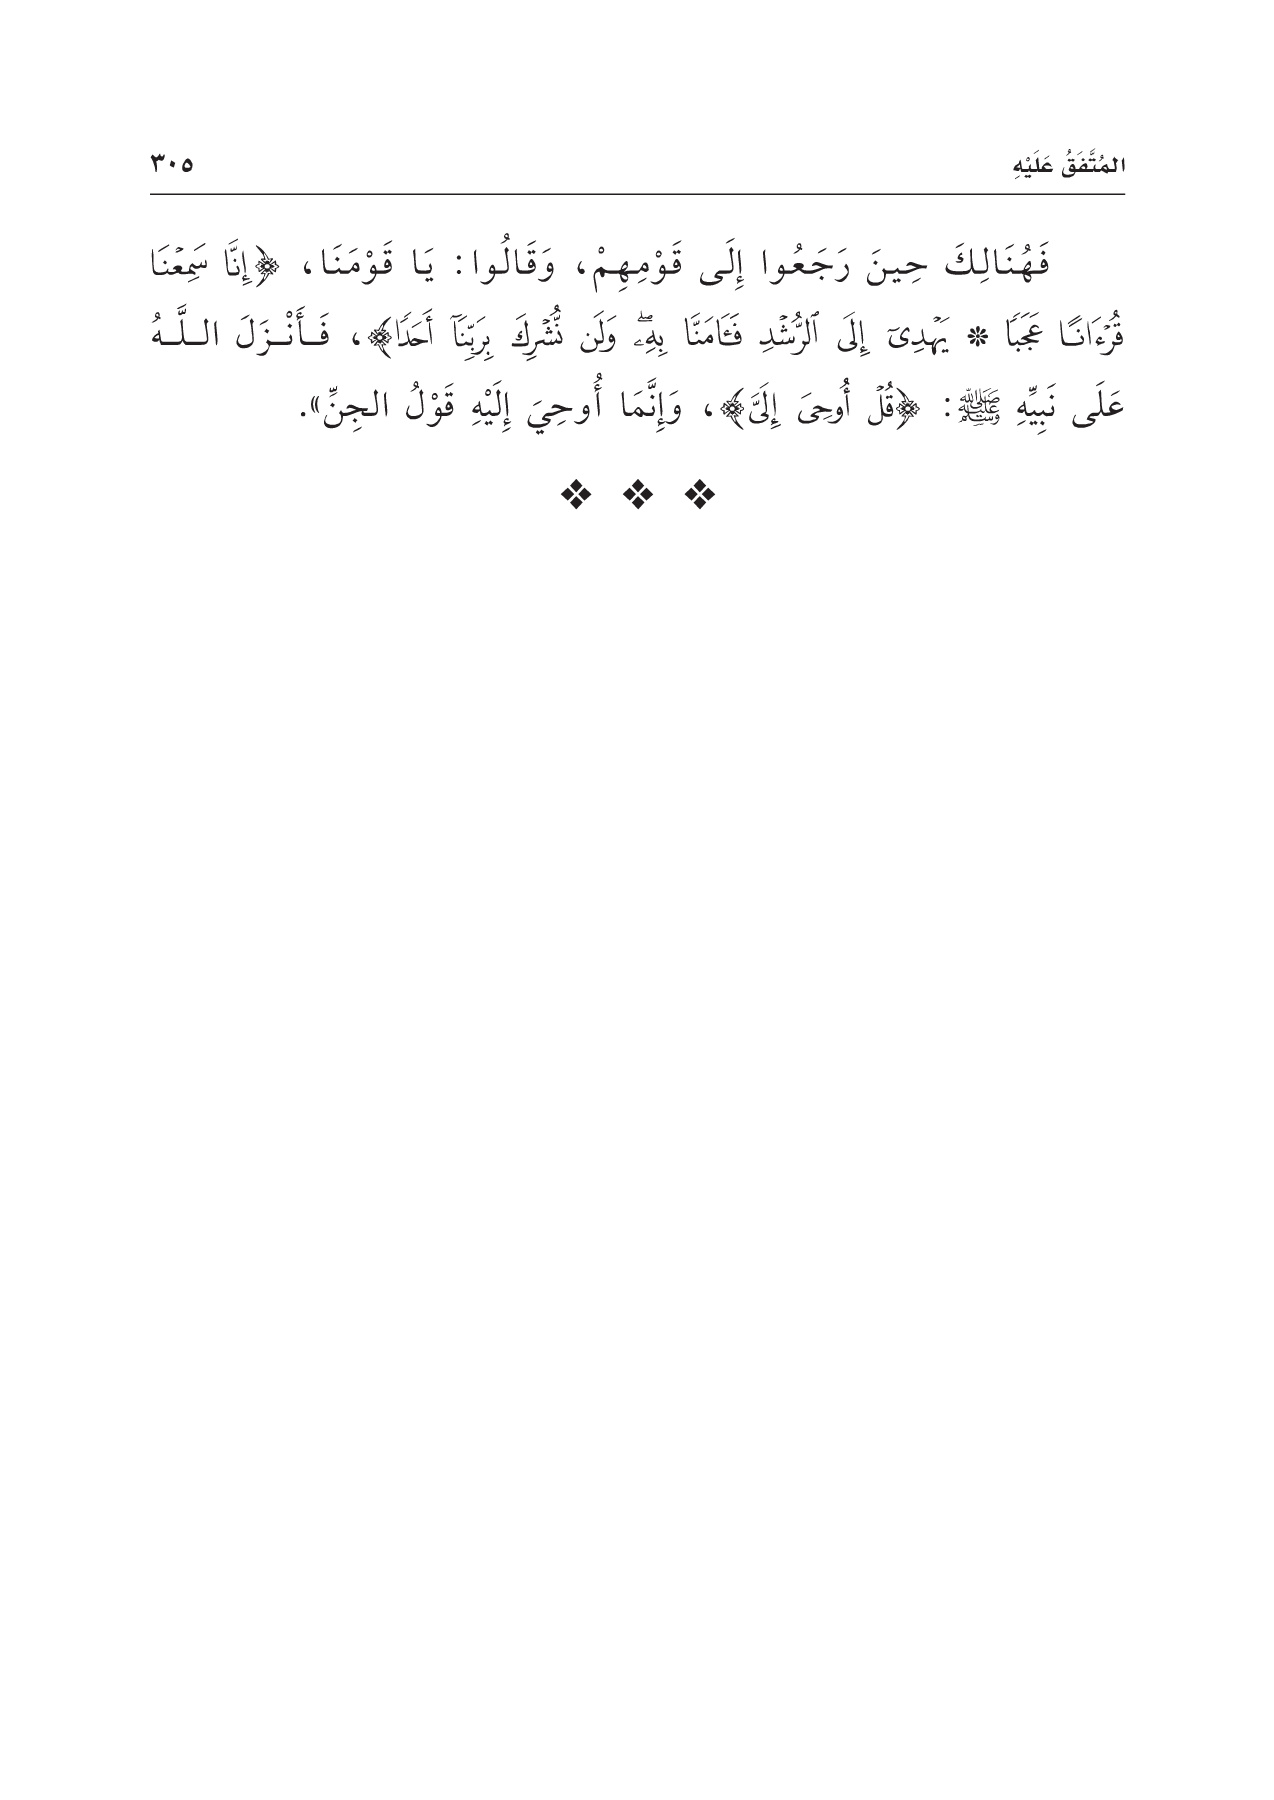 المُتَّفَقُ عَلَيْهِ ٣٠٥
فَهُنَالِكَ حِينَ رَجَعُوا إِلَى قَوْمِهِمْ، وَقَالُوا: يَا قَوْمَنَا، ﴿إِنَّا سَمِعۡنَا
قُرۡءَانًا عَجَبٗا * يَهۡدِيٓ إِلَى ٱلرُّشۡدِ فَـَٔامَنَّا بِهِۦۖ وَلَن نُّشۡرِكَ بِرَبِّنَآ أَحَدٗا﴾، فَأَنْزَلَ اللَّهُ
عَلَى نَبِيِّهِ ﷺ: ﴿قُلۡ أُوحِيَ إِلَيَّ﴾، وَإِنَّمَا أُوحِيَ إِلَيْهِ قَوْلُ الجِنِّ».
❖ ❖ ❖